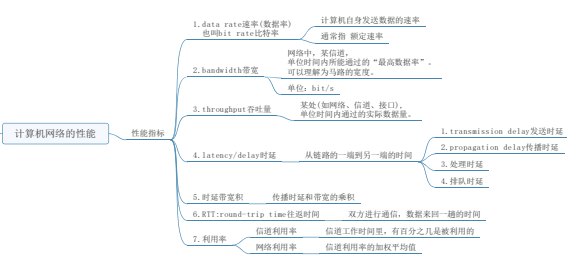 计算机网络的性能
性能指标
1.data rate速率(数据率)
也叫bit rate比特率
计算机自身发送数据的速率
通常指 额定速率
2.bandwidth带宽
网络中，某信道，
单位时间内所能通过的“最高数据率”。
可以理解为马路的宽度。
单位：bit/s
3.throughput吞吐量
某处(如网络、信道、接口)，
单位时间内通过的实际数据量。
4.latency/delay时延
从链路的一端到另一端的时间
1.transmission delay发送时延
2.propagation delay传播时延
3.处理时延
4.排队时延
5.时延带宽积
传播时延和带宽的乘积
6.RTT:round-trip time往返时间
双方进行通信，数据来回一趟的时间
7.利用率
信道利用率
信道工作时间里，有百分之几是被利用的
网络利用率
信道利用率的加权平均值